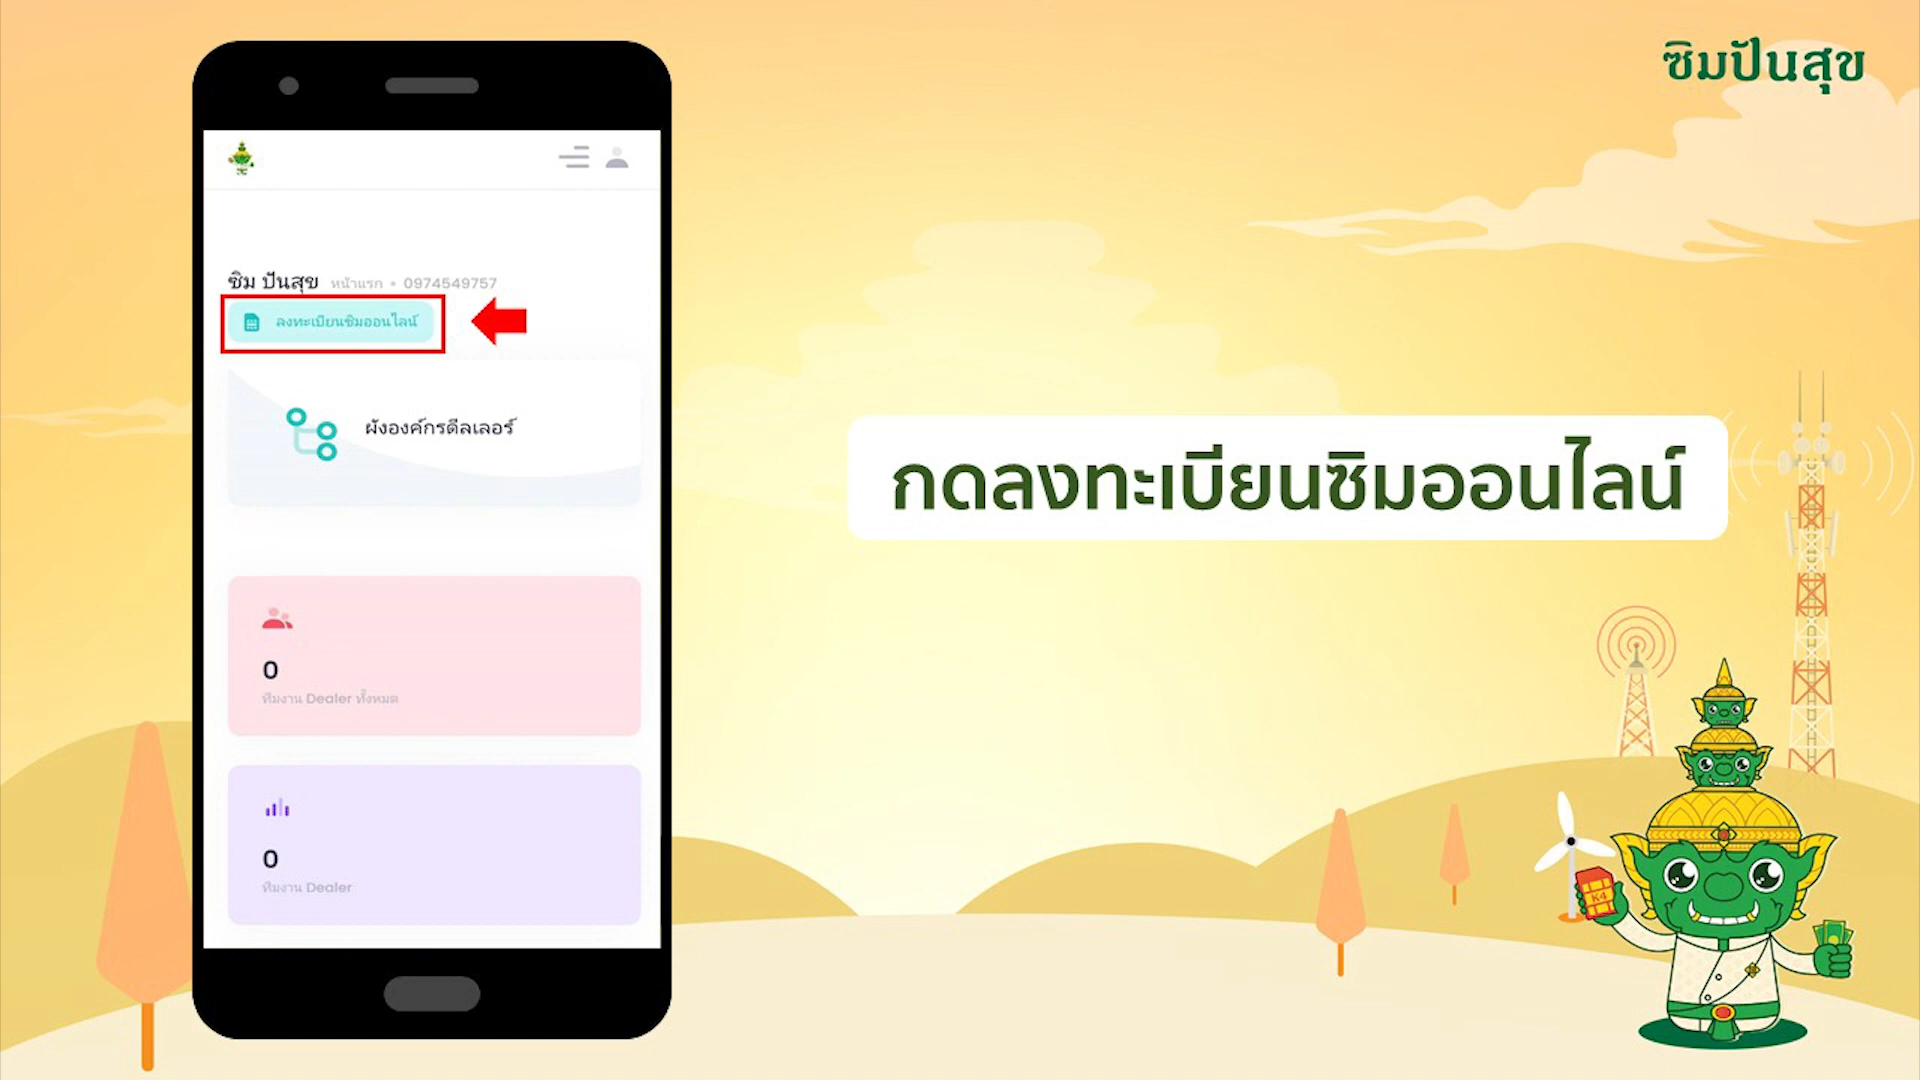 ซิมปันสุข
ซิม ปันสุข หน้าแรก • 0974549757
ลงทะเบียนซิมออนไลน์
ผังองค์กรดีลเลอร์
กดลงทะเบียนซิมออนไลน์
0
ทีมงาน Dealer ทั้งหมด
0
ทีมงาน Dealer
K4